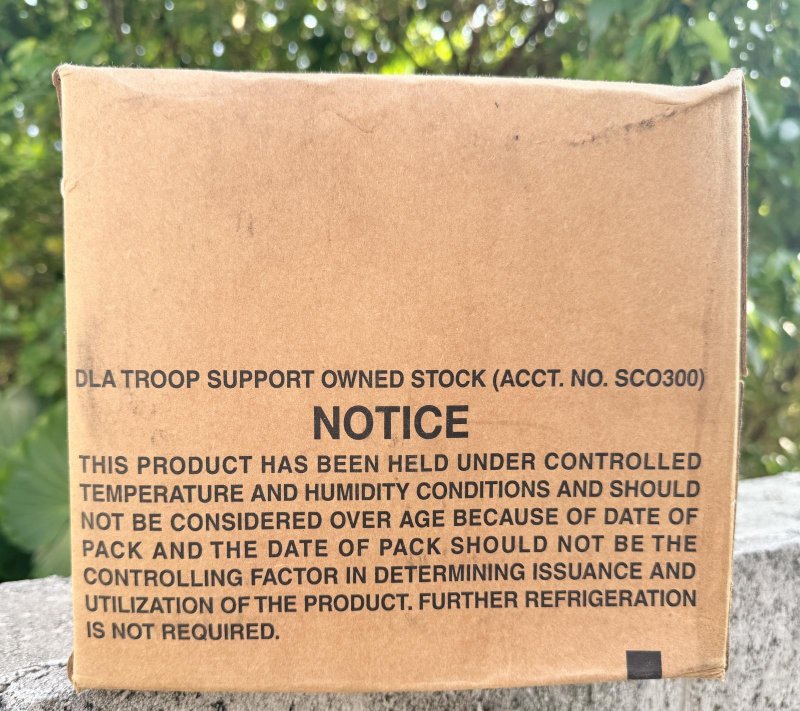 DLA TROOP SUPPORT OWNED STOCK (ACCT. NO. SCO300)
NOTICE
THIS PRODUCT HAS BEEN HELD UNDER CONTROLLED
TEMPERATURE AND HUMIDITY CONDITIONS AND SHOULD
NOT BE CONSIDERED OVER AGE BECAUSE OF DATE OF
PACK AND THE DATE OF PACK SHOULD NOT BE THE
CONTROLLING FACTOR IN DETERMINING ISSUANCE AND
UTILIZATION OF THE PRODUCT. FURTHER REFRIGERATION
IS NOT REQUIRED.